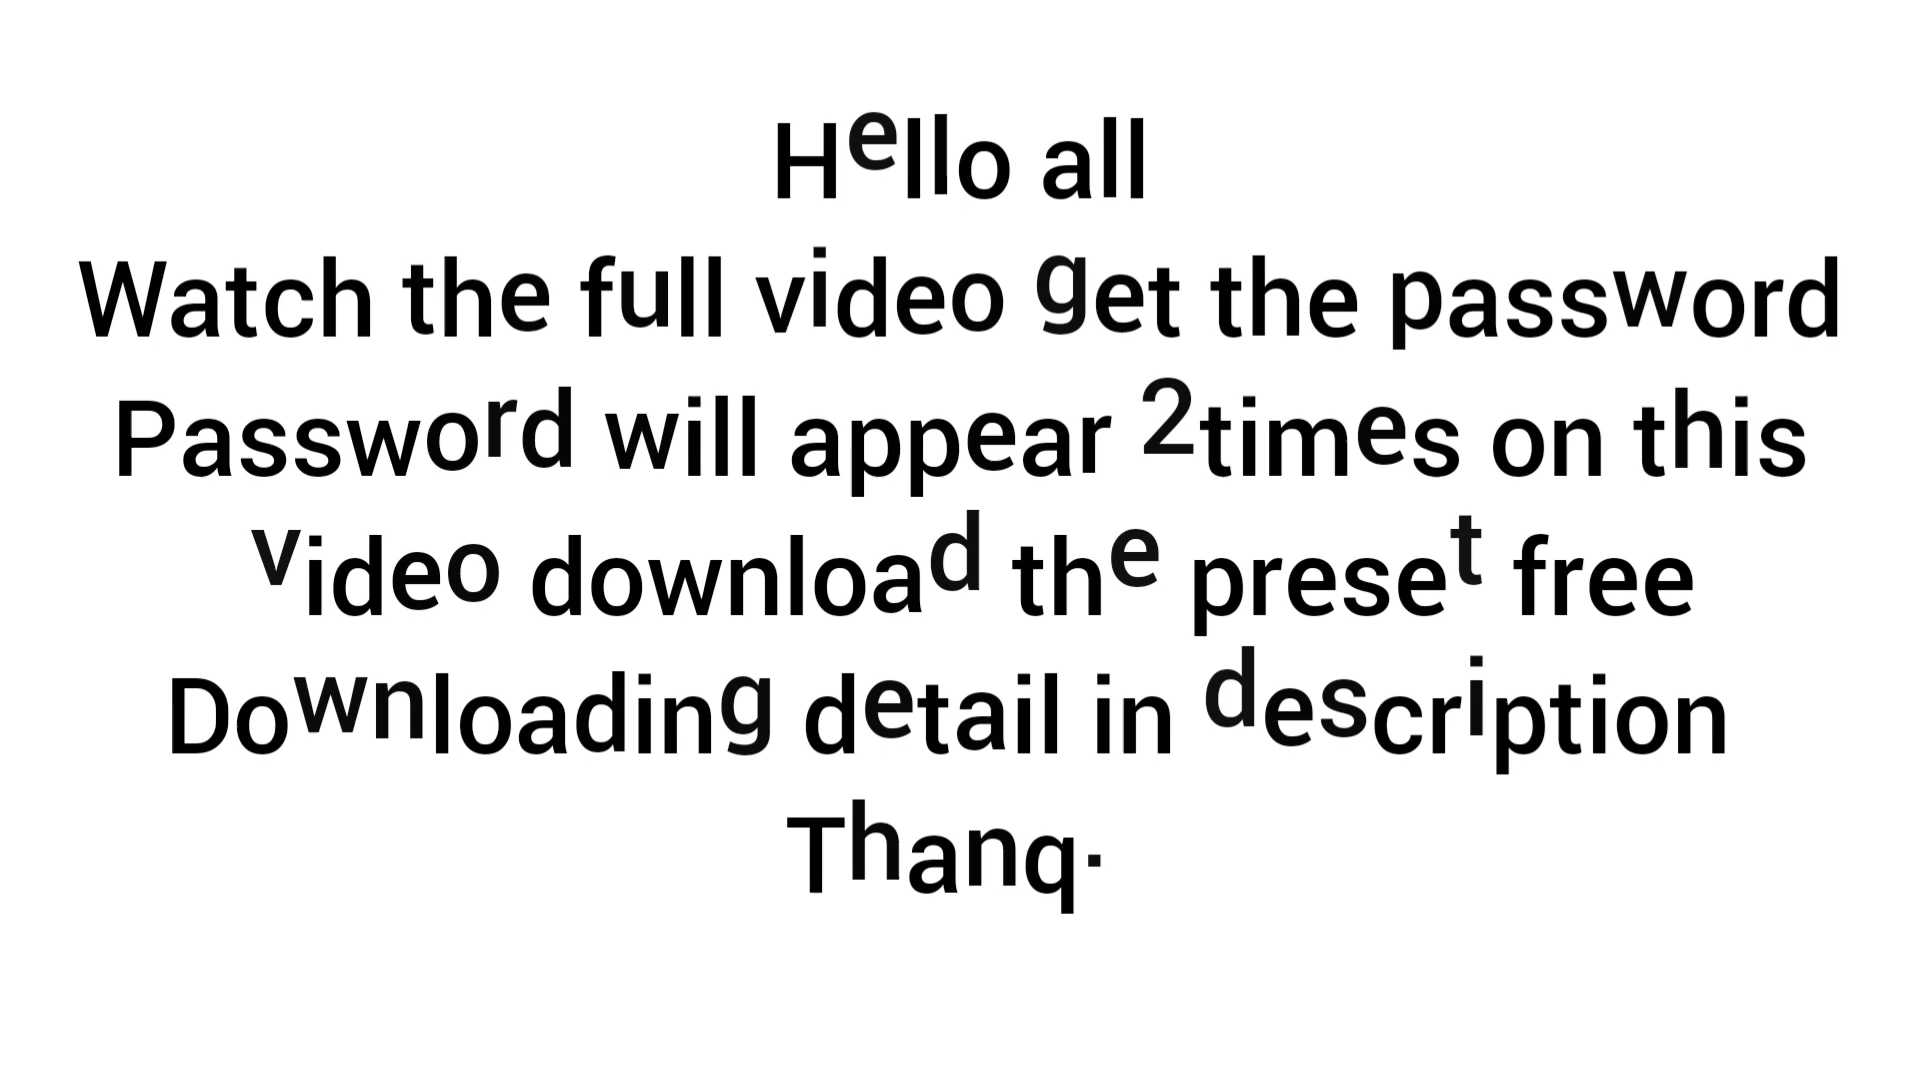 Hello all
Watch the full video get the password
Password will appear 2times on this
video download the preset free
Downloading detail in description
Thanq.